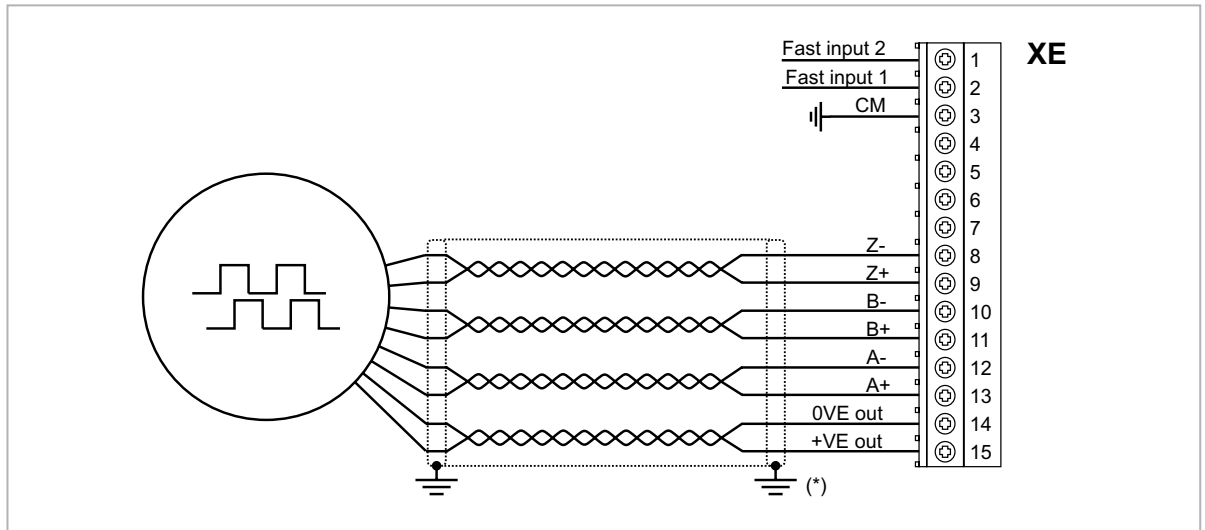 XE
Fast input 2 1
Fast input 1 2
CM 3
4
5
6
7
Z- 8
Z+ 9
B- 10
B+ 11
A- 12
A+ 13
0VE out 14
+VE out 15
(*)